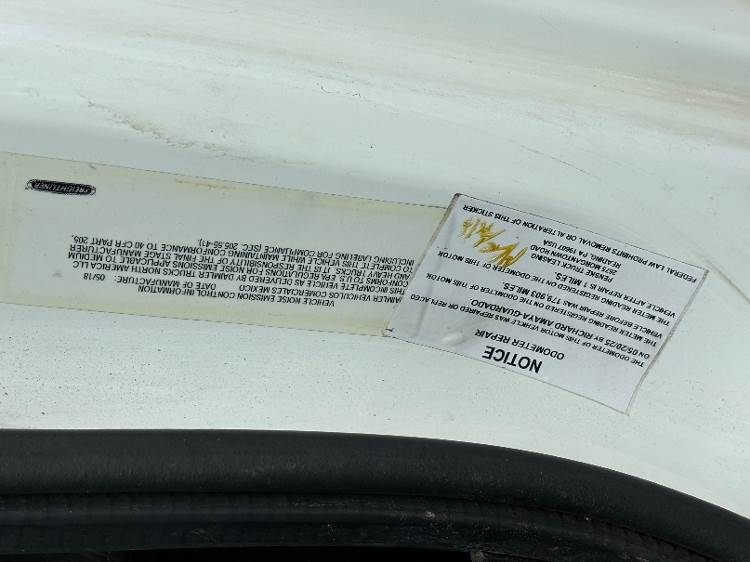 FREIGHTLINER
VEHICLE NOISE EMISSION CONTROL INFORMATION
DAIMLER VEHICULOS COMERCIALES MEXICO DATE OF MANUFACTURE: 05/18
THIS INCOMPLETE VEHICLE AS DELIVERED BY DAIMLER TRUCKS NORTH AMERICA LLC
CONFORMS TO U.S. EPA REGULATIONS FOR NOISE EMISSIONS APPLICABLE TO MEDIUM
AND HEAVY TRUCKS. IT IS THE RESPONSIBILITY OF THE FINAL STAGE MANUFACTURER
TO COMPLETE THIS VEHICLE WHILE MAINTAINING CONFORMANCE TO 40 CFR PART 205,
INCLUDING LABELING FOR COMPLIANCE (SEC. 205.55-41).
NOTICE
ODOMETER REPAIR
THE ODOMETER OF THIS MOTOR VEHICLE WAS REPAIRED OR REPLACED
ON 05/20/25 BY RICHARD AMAYA-GUARDADO.
THE METER READING REGISTERED ON THE ODOMETER OF THIS MOTOR
VEHICLE BEFORE REPAIR WAS 179,903 MILES.
THE METER READING REGISTERED ON THE ODOMETER OF THIS MOTOR
VEHICLE AFTER REPAIR WAS 1 MILES.
PENSKE TRUCK LEASING
2612 MORGANTOWN ROAD
READING PA 19607 USA
FEDERAL LAW PROHIBITS REMOVAL OR ALTERATION OF THIS STICKER